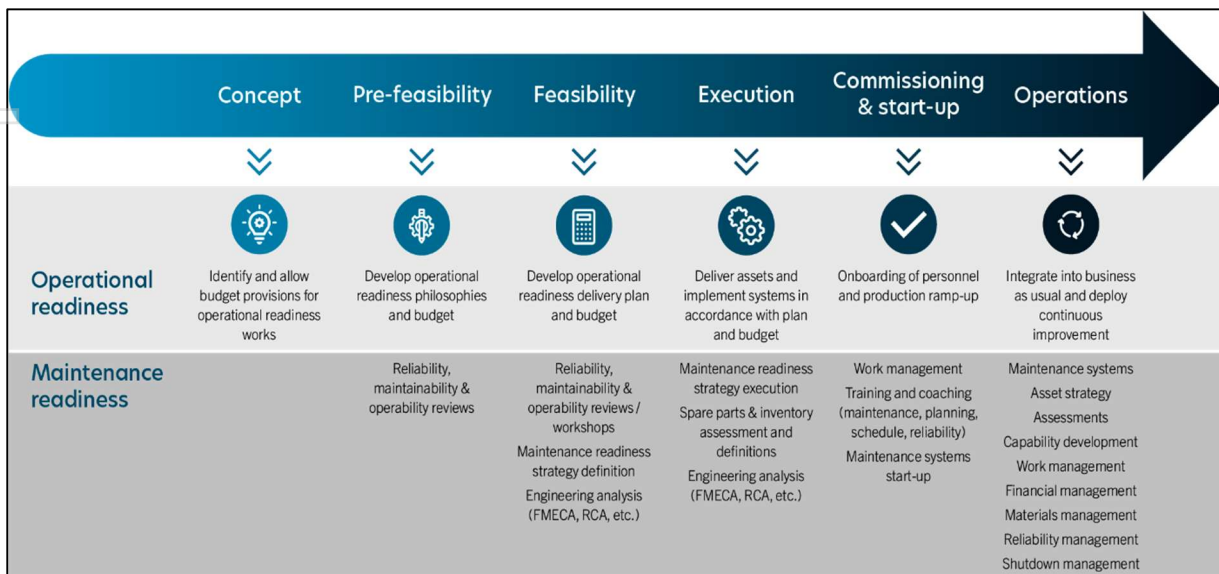 Concept
Pre-feasibility
Feasibility
Execution
Commissioning
& start-up
Operations
Operational
readiness
Identify and allow
budget provisions for
operational readiness
works
Develop operational
readiness philosophies
and budget
Develop operational
readiness delivery plan
and budget
Deliver assets and
implement systems in
accordance with plan
and budget
Onboarding of personnel
and production ramp-up
Integrate into business
as usual and deploy
continuous
improvement
Maintenance
readiness
Reliability,
maintainability &
operability reviews
Reliability,
maintainability &
operability reviews /
workshops
Maintenance readiness
strategy definition
Engineering analysis
(FMECA, RCA, etc.)
Maintenance readiness
strategy execution
Spare parts & inventory
assessment and
definitions
Engineering analysis
(FMECA, RCA, etc.)
Work management
Training and coaching
(maintenance, planning,
schedule, reliability)
Maintenance systems
start-up
Maintenance systems
Asset strategy
Assessments
Capability development
Work management
Financial management
Materials management
Reliability management
Shutdown management